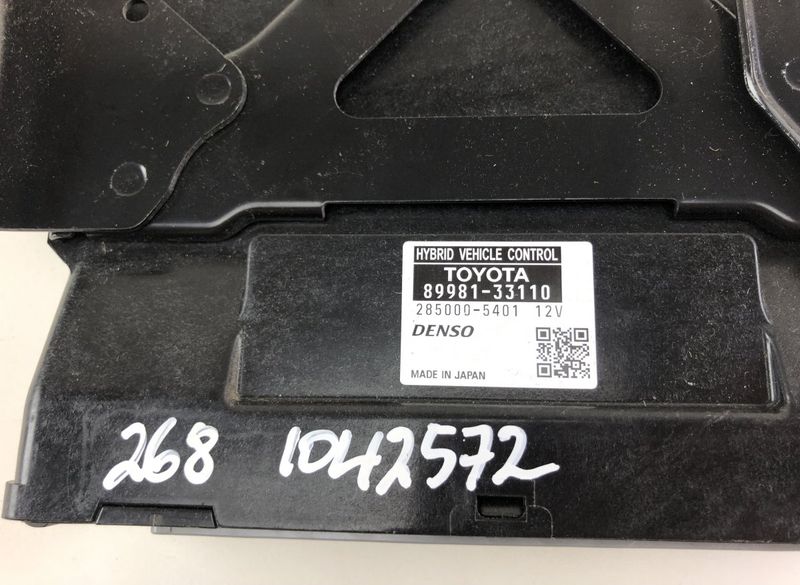 HYBRID VEHICLE CONTROL
TOYOTA
89981-33110
285000-5401 12V
DENSO
MADE IN JAPAN
268 1042572